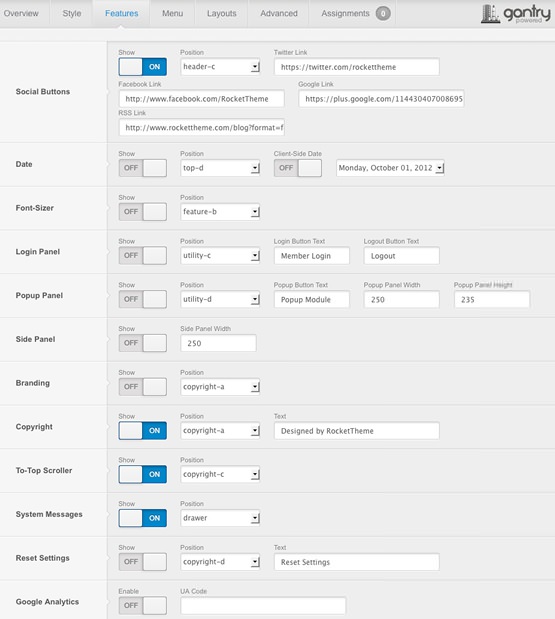 Overview Style Features Menu Layouts Advanced Assignments 0 gantry powered
Show Position Twitter Link
Social Buttons ON header-c https://twitter.com/rockettheme
Facebook Link Google Link
http://www.facebook.com/RocketTheme https://plus.google.com/114430407008695
RSS Link
http://www.rockettheme.com/blog?format=f
Show Position Client-Side Date
Date OFF top-d OFF Monday, October 01, 2012
Show Position
Font-Sizer OFF feature-b
Show Position Login Button Text Logout Button Text
Login Panel OFF utility-c Member Login Logout
Show Position Popup Button Text Popup Panel Width Popup Panel Height
Popup Panel OFF utility-d Popup Module 250 235
Show Side Panel Width
Side Panel OFF 250
Show Position
Branding OFF copyright-a
Show Position Text
Copyright ON copyright-a Designed by RocketTheme
Show Position
To-Top Scroller ON copyright-c
Show Position
System Messages ON drawer
Show Position Text
Reset Settings OFF copyright-d Reset Settings
Enable UA Code
Google Analytics OFF